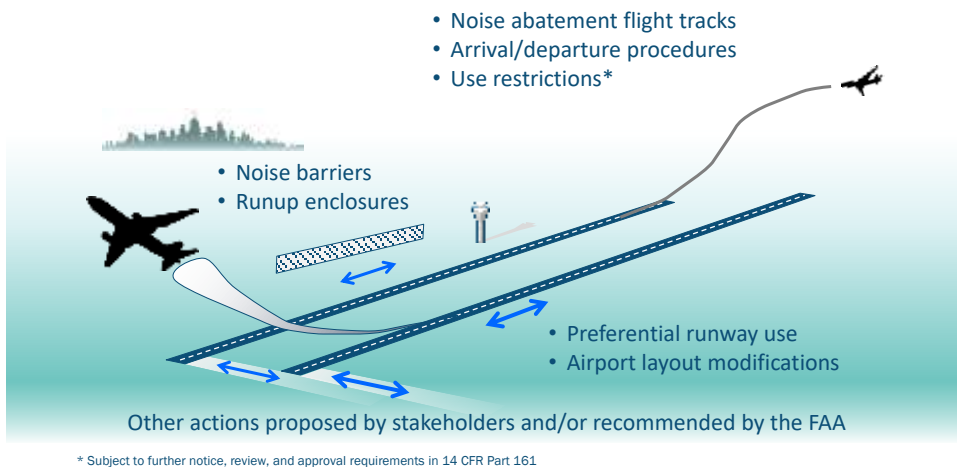 • Noise abatement flight tracks
• Arrival/departure procedures
• Use restrictions*
• Noise barriers
• Runup enclosures
• Preferential runway use
• Airport layout modifications
Other actions proposed by stakeholders and/or recommended by the FAA
* Subject to further notice, review, and approval requirements in 14 CFR Part 161